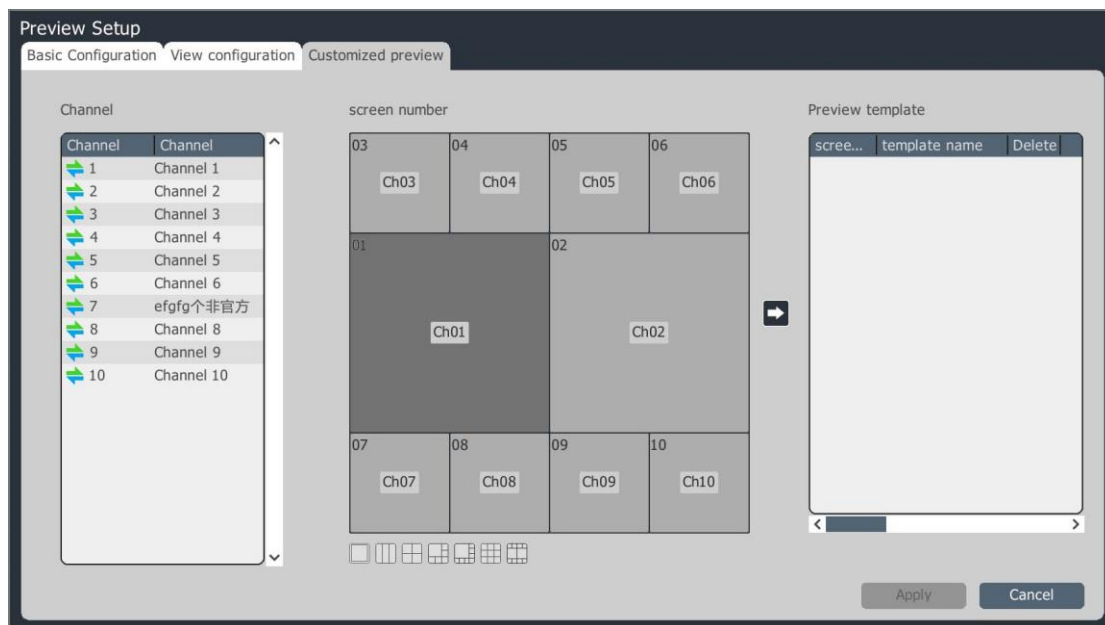 Preview Setup
Basic Configuration View configuration Customized preview
Channel screen number Preview template
Channel Channel
1 Channel 1
2 Channel 2
3 Channel 3
4 Channel 4
5 Channel 5
6 Channel 6
7 efgfg个非官方
8 Channel 8
9 Channel 9
10 Channel 10
03 04 05 06
Ch03 Ch04 Ch05 Ch06
01 02
Ch01 Ch02
07 08 09 10
Ch07 Ch08 Ch09 Ch10
scree... template name Delete
Apply Cancel